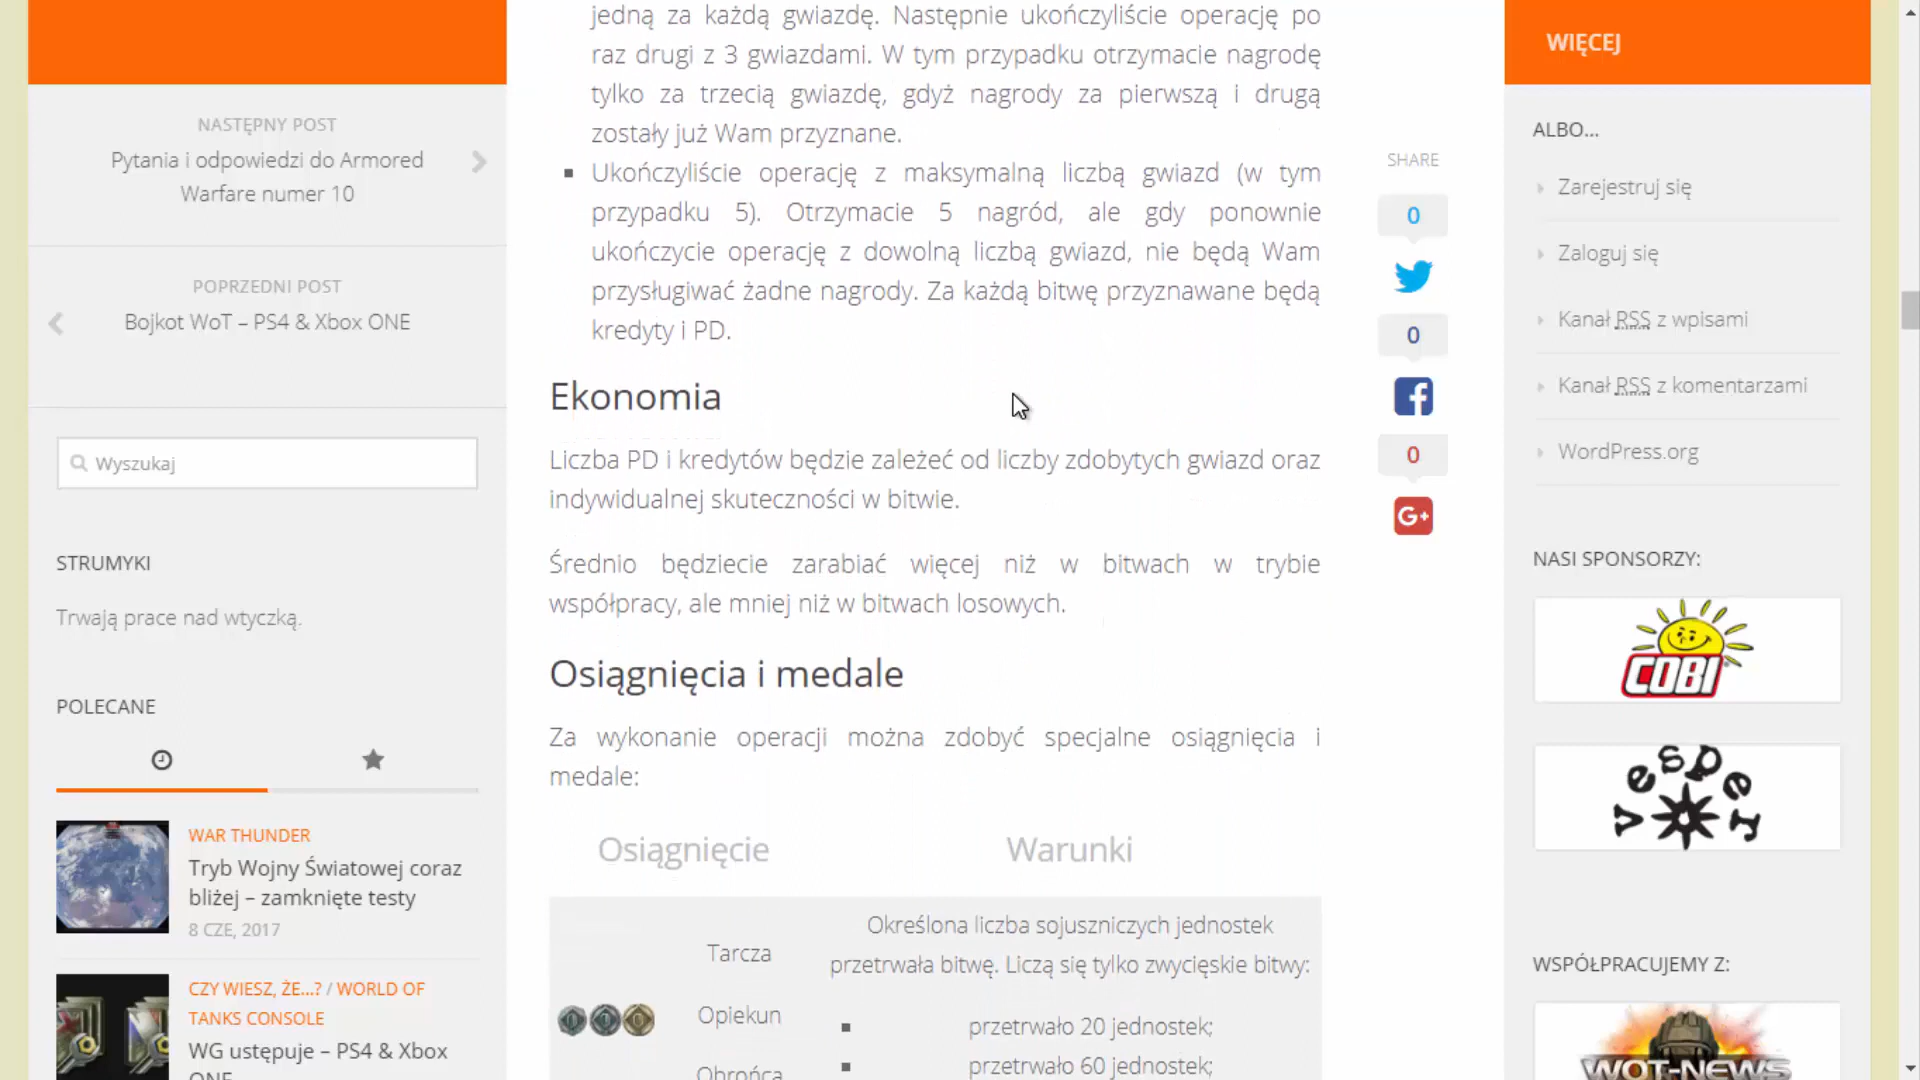 NASTĘPNY POST
Pytania i odpowiedzi do Armored
Warfare numer 10
POPRZEDNI POST
Bojkot WoT – PS4 & Xbox ONE
Wyszukaj
STRUMYKI
Trwają prace nad wtyczką.
POLECANE
WAR THUNDER
Tryb Wojny Światowej coraz
bliżej – zamknięte testy
8 CZE, 2017
CZY WIESZ, ŻE...? / WORLD OF
TANKS CONSOLE
WG ustępuje – PS4 & Xbox
ONE
jedną za każdą gwiazdę. Następnie ukończyliście operację po
raz drugi z 3 gwiazdami. W tym przypadku otrzymacie nagrodę
tylko za trzecią gwiazdę, gdyż nagrody za pierwszą i drugą
zostały już Wam przyznane.
Ukończyliście operację z maksymalną liczbą gwiazd (w tym
przypadku 5). Otrzymacie 5 nagród, ale gdy ponownie
ukończycie operację z dowolną liczbą gwiazd, nie będą Wam
przysługiwać żadne nagrody. Za każdą bitwę przyznawane będą
kredyty i PD.
Ekonomia
Liczba PD i kredytów będzie zależeć od liczby zdobytych gwiazd oraz
indywidualnej skuteczności w bitwie.
Średnio będziecie zarabiać więcej niż w bitwach w trybie
współpracy, ale mniej niż w bitwach losowych.
Osiągnięcia i medale
Za wykonanie operacji można zdobyć specjalne osiągnięcia i
medale:
Osiągnięcie Warunki
Określona liczba sojuszniczych jednostek
przetrwała bitwę. Liczą się tylko zwycięskie bitwy:
Tarcza
Opiekun
Obrońca
przetrwało 20 jednostek;
przetrwało 60 jednostek;
SHARE
0
0
0
G+
WIĘCEJ
ALBO...
Zarejestruj się
Zaloguj się
Kanał RSS z wpisami
Kanał RSS z komentarzami
WordPress.org
NASI SPONSORZY:
COBI
vesper
WSPÓŁPRACUJEMY Z:
WOT-NEWS